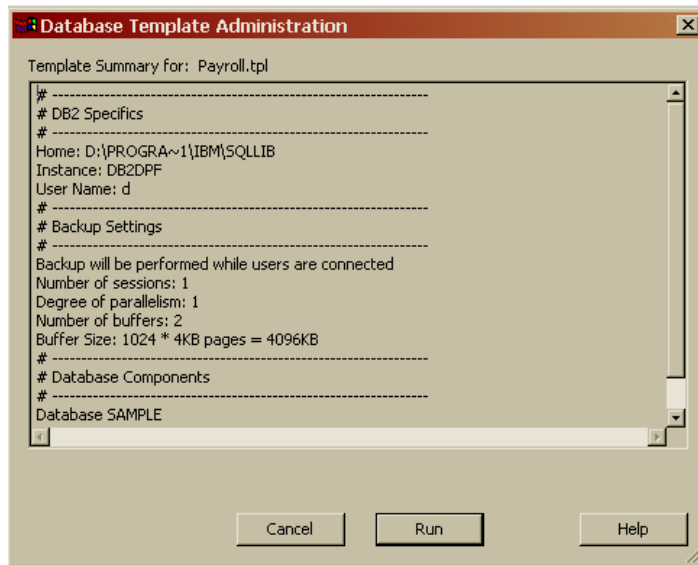 Database Template Administration
Template Summary for: Payroll.tpl
# ----------------------------------------------------------------
# DB2 Specifics
# ----------------------------------------------------------------
Home: D:\PROGRA~1\IBM\SQLLIB
Instance: DB2DPF
User Name: d
# ----------------------------------------------------------------
# Backup Settings
# ----------------------------------------------------------------
Backup will be performed while users are connected
Number of sessions: 1
Degree of parallelism: 1
Number of buffers: 2
Buffer Size: 1024 * 4KB pages = 4096KB
# ----------------------------------------------------------------
# Database Components
# ----------------------------------------------------------------
Database SAMPLE
Cancel Run Help